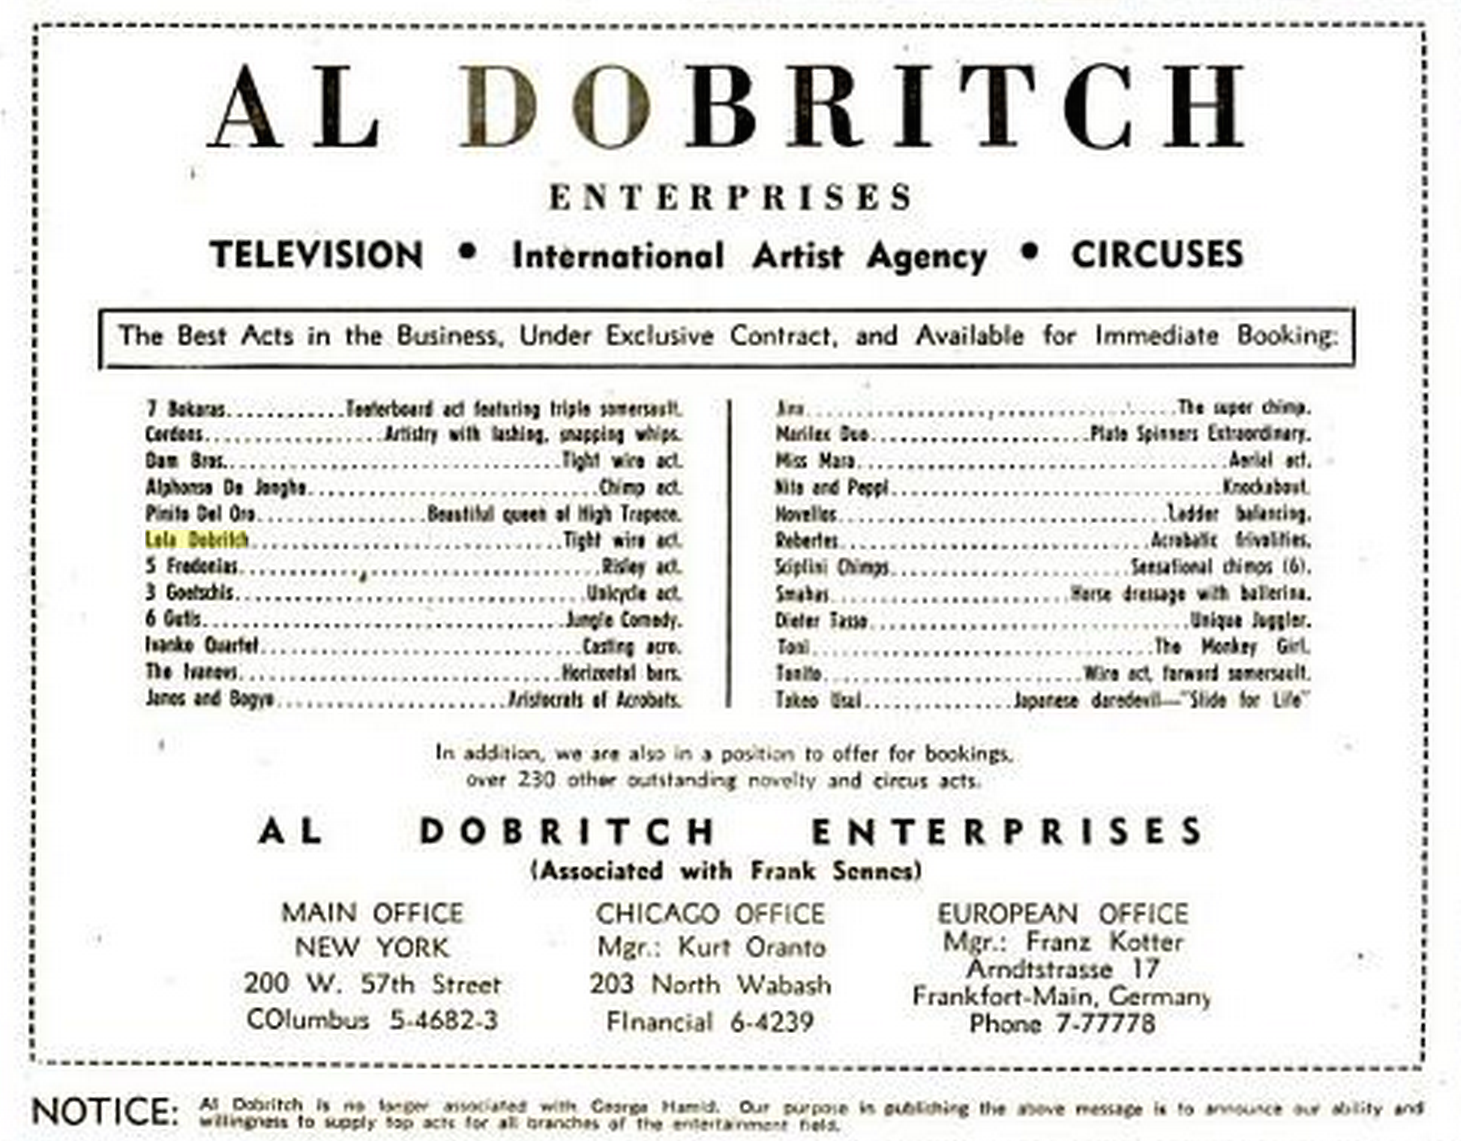 AL DOBRITCH
ENTERPRISES
TELEVISION • International Artist Agency • CIRCUSES
The Best Acts in the Business, Under Exclusive Contract, and Available for Immediate Booking:
7 Bokaras............Teeterboard act featuring triple somersault.
Cordons..................Artistry with lashing, snapping whips.
Dam Bros..................................Tight wire act.
Alphonse De Jonghe.............................Chimp act.
Pinito Del Oro.................Beautiful queen of High Trapeze.
Lola Dobritch...............................Tight wire act.
5 Fredonias....................................Risley act.
3 Goetschis...................................Unicycle act.
6 Gutis....................................Jungle Comedy.
Ivanko Quartet................................Casting acro.
The Ivanovs................................Horizontal bars.
Janos and Bogyo.......................Aristocrats of Acrobats.
Jinx.....................................The super chimp.
Marilex Duo......................Plate Spinners Extraordinary.
Miss Mara.....................................Aerial act.
Nito and Peppi.................................Knockabout.
Novelles.................................Ladder balancing.
Robertes...............................Acrobatic frivolities.
Sciplini Chimps........................Sensational chimps (6).
Smahas.......................Horse dressage with ballerina.
Dieter Tasso................................Unique Juggler.
Toni..................................The Monkey Girl.
Tonito..........................Wire act, forward somersault.
Takeo Usui...............Japanese daredevil—"Slide for Life"
In addition, we are also in a position to offer for bookings,
over 230 other outstanding novelty and circus acts.
AL DOBRITCH ENTERPRISES
(Associated with Frank Sennes)
MAIN OFFICE
NEW YORK
200 W. 57th Street
COlumbus 5-4682-3
CHICAGO OFFICE
Mgr.: Kurt Oranto
203 North Wabash
FInancial 6-4239
EUROPEAN OFFICE
Mgr.: Franz Kotter
Arndtstrasse 17
Frankfort-Main, Germany
Phone 7-77778
NOTICE: Al Dobritch is no longer associated with George Hamid. Our purpose in publishing the above message is to announce our ability and
willingness to supply top acts for all branches of the entertainment field.